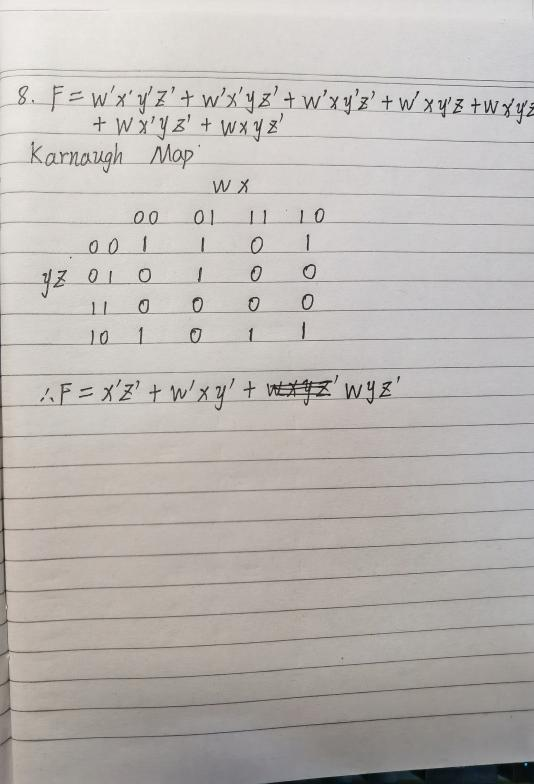 8. F = w'x'y'z' + w'x'yz' + w'xy'z' + w'xy'z + wx'y'z'
+ wx'yz' + wxyz'
Karnaugh Map
wx
00 01 11 10
00 1 1 0 1
yz 01 0 1 0 0
11 0 0 0 0
10 1 0 1 1
∴ F = x'z' + w'xy' + wyz'